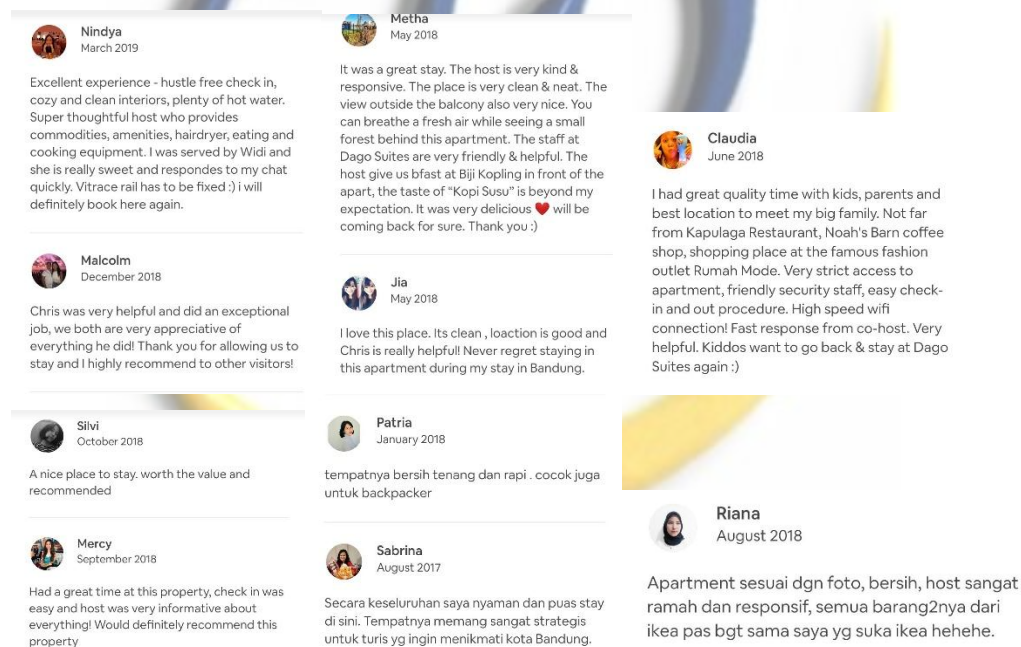 Nindya
March 2019
Excellent experience - hustle free check in,
cozy and clean interiors, plenty of hot water.
Super thoughtful host who provides
commodities, amenities, hairdryer, eating and
cooking equipment. I was served by Widi and
she is really sweet and respondes to my chat
quickly. Vitrace rail has to be fixed :) i will
definitely book here again.
Malcolm
December 2018
Chris was very helpful and did an exceptional
job, we both are very appreciative of
everything he did! Thank you for allowing us to
stay and I highly recommend to other visitors!
Silvi
October 2018
A nice place to stay. worth the value and
recommended
Mercy
September 2018
Had a great time at this property, check in was
easy and host was very informative about
everything! Would definitely recommend this
property
Metha
May 2018
It was a great stay. The host is very kind &
responsive. The place is very clean & neat. The
view outside the balcony also very nice. You
can breathe a fresh air while seeing a small
forest behind this apartment. The staff at
Dago Suites are very friendly & helpful. The
host give us bfast at Biji Kopling in front of the
apart, the taste of “Kopi Susu” is beyond my
expectation. It was very delicious ❤️ will be
coming back for sure. Thank you :)
Jia
May 2018
I love this place. Its clean , loaction is good and
Chris is really helpful! Never regret staying in
this apartment during my stay in Bandung.
Patria
January 2018
tempatnya bersih tenang dan rapi . cocok juga
untuk backpacker
Sabrina
August 2017
Secara keseluruhan saya nyaman dan puas stay
di sini. Tempatnya memang sangat strategis
untuk turis yg ingin menikmati kota Bandung.
Claudia
June 2018
I had great quality time with kids, parents and
best location to meet my big family. Not far
from Kapulaga Restaurant, Noah's Barn coffee
shop, shopping place at the famous fashion
outlet Rumah Mode. Very strict access to
apartment, friendly security staff, easy check-
in and out procedure. High speed wifi
connection! Fast response from co-host. Very
helpful. Kiddos want to go back & stay at Dago
Suites again :)
Riana
August 2018
Apartment sesuai dgn foto, bersih, host sangat
ramah dan responsif, semua barang2nya dari
ikea pas bgt sama saya yg suka ikea hehehe.